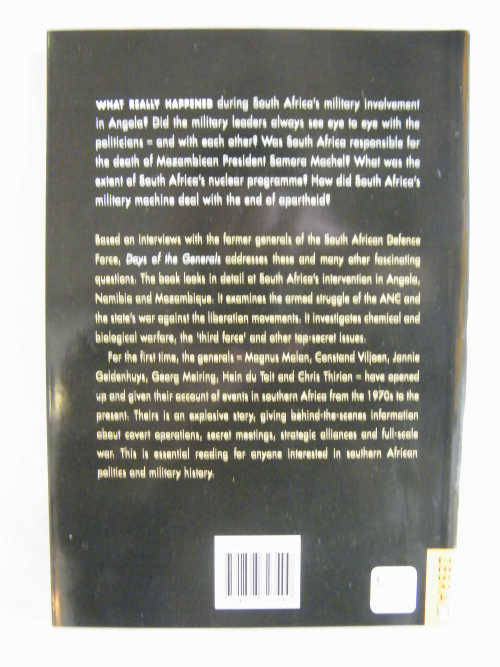 WHAT REALLY HAPPENED during South Africa's military involvement
in Angola? Did the military leaders always see eye to eye with the
politicians – and with each other? Was South Africa responsible for
the death of Mozambican President Samora Machel? What was the
extent of South Africa's nuclear programme? How did South Africa's
military machine deal with the end of apartheid?
Based on interviews with the former generals of the South African Defence
Force, Days of the Generals addresses these and many other fascinating
questions. The book looks in detail at South Africa's intervention in Angola,
Namibia and Mozambique. It examines the armed struggle of the ANC and
the state's war against the liberation movements. It investigates chemical and
biological warfare, the 'third force' and other top-secret issues.
For the first time, the generals – Magnus Malan, Constand Viljoen, Jannie
Geldenhuys, Georg Meiring, Hein du Toit and Chris Thirion – have opened
up and given their account of events in southern Africa from the 1970s to the
present. Theirs is an explosive story, giving behind-the-scenes information
about covert operations, secret meetings, strategic alliances and full-scale
war. This is essential reading for anyone interested in southern African
politics and military history.